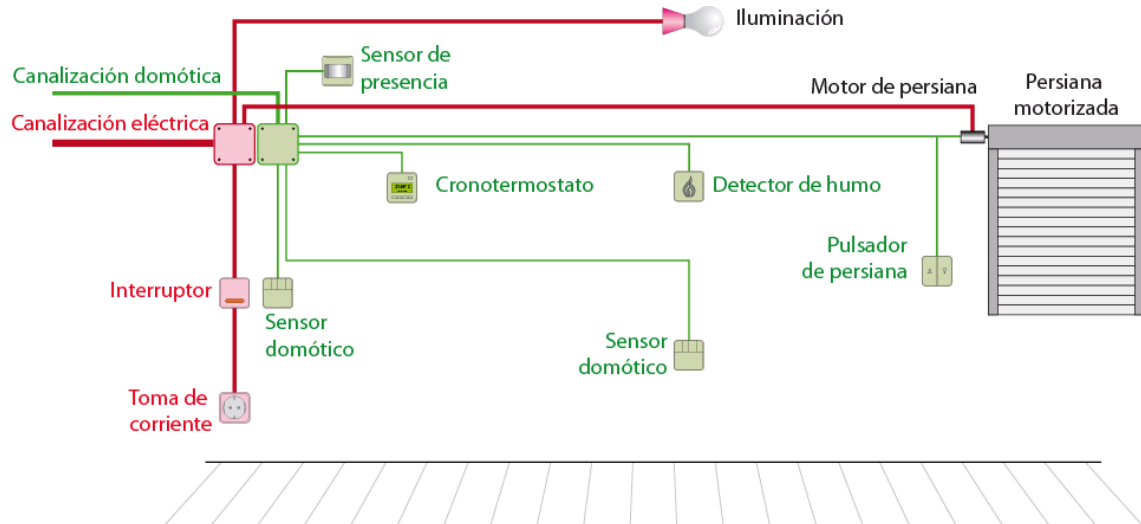 Iluminación
Sensor de
presencia
Canalización domótica
Motor de persiana
Persiana
motorizada
Canalización eléctrica
Cronotermostato
Detector de humo
Pulsador
de persiana
Interruptor
Sensor
domótico
Sensor
domótico
Toma de
corriente